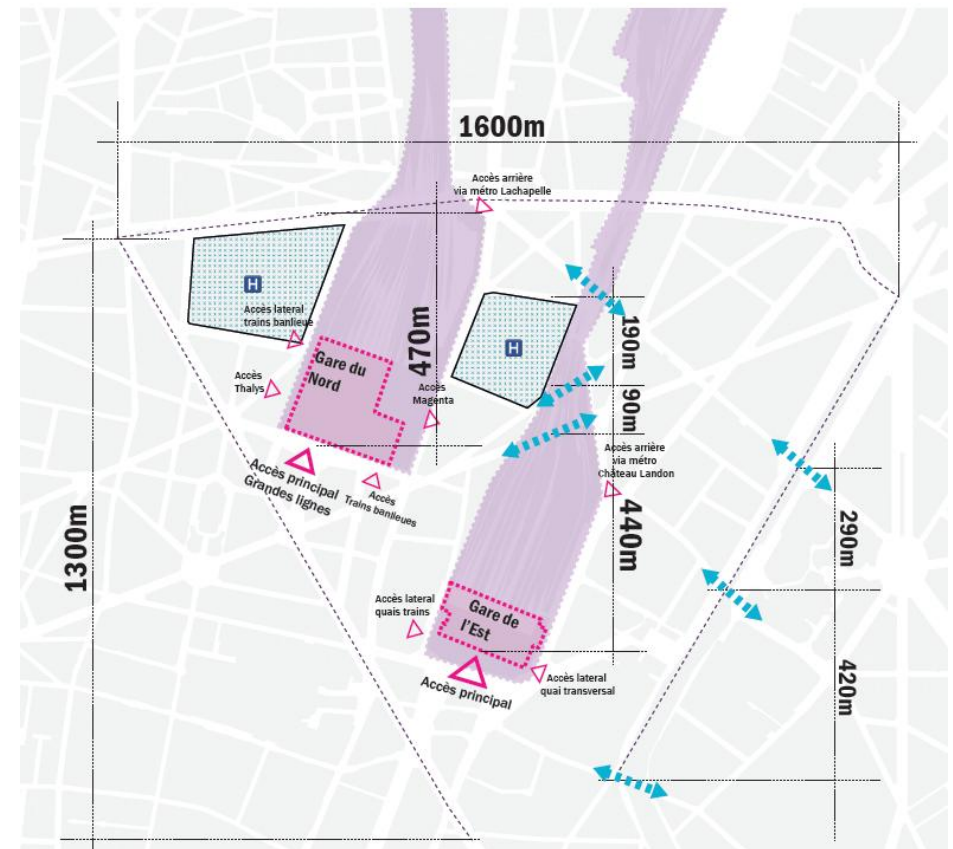 1600m
Accès arrière
via métro Lachapelle
H
Accès lateral
trains banlieue
470m
190m
H
Gare du
Nord
Accès
Thalys
Accès
Magenta
90m
Accès arrière
via métro
Château Landon
Accès principal
Grandes lignes
Accès
Trains banlieues
1300m
440m
290m
Accès lateral
quais trains
Gare de
l'Est
Accès principal
Accès lateral
quai transversal
420m